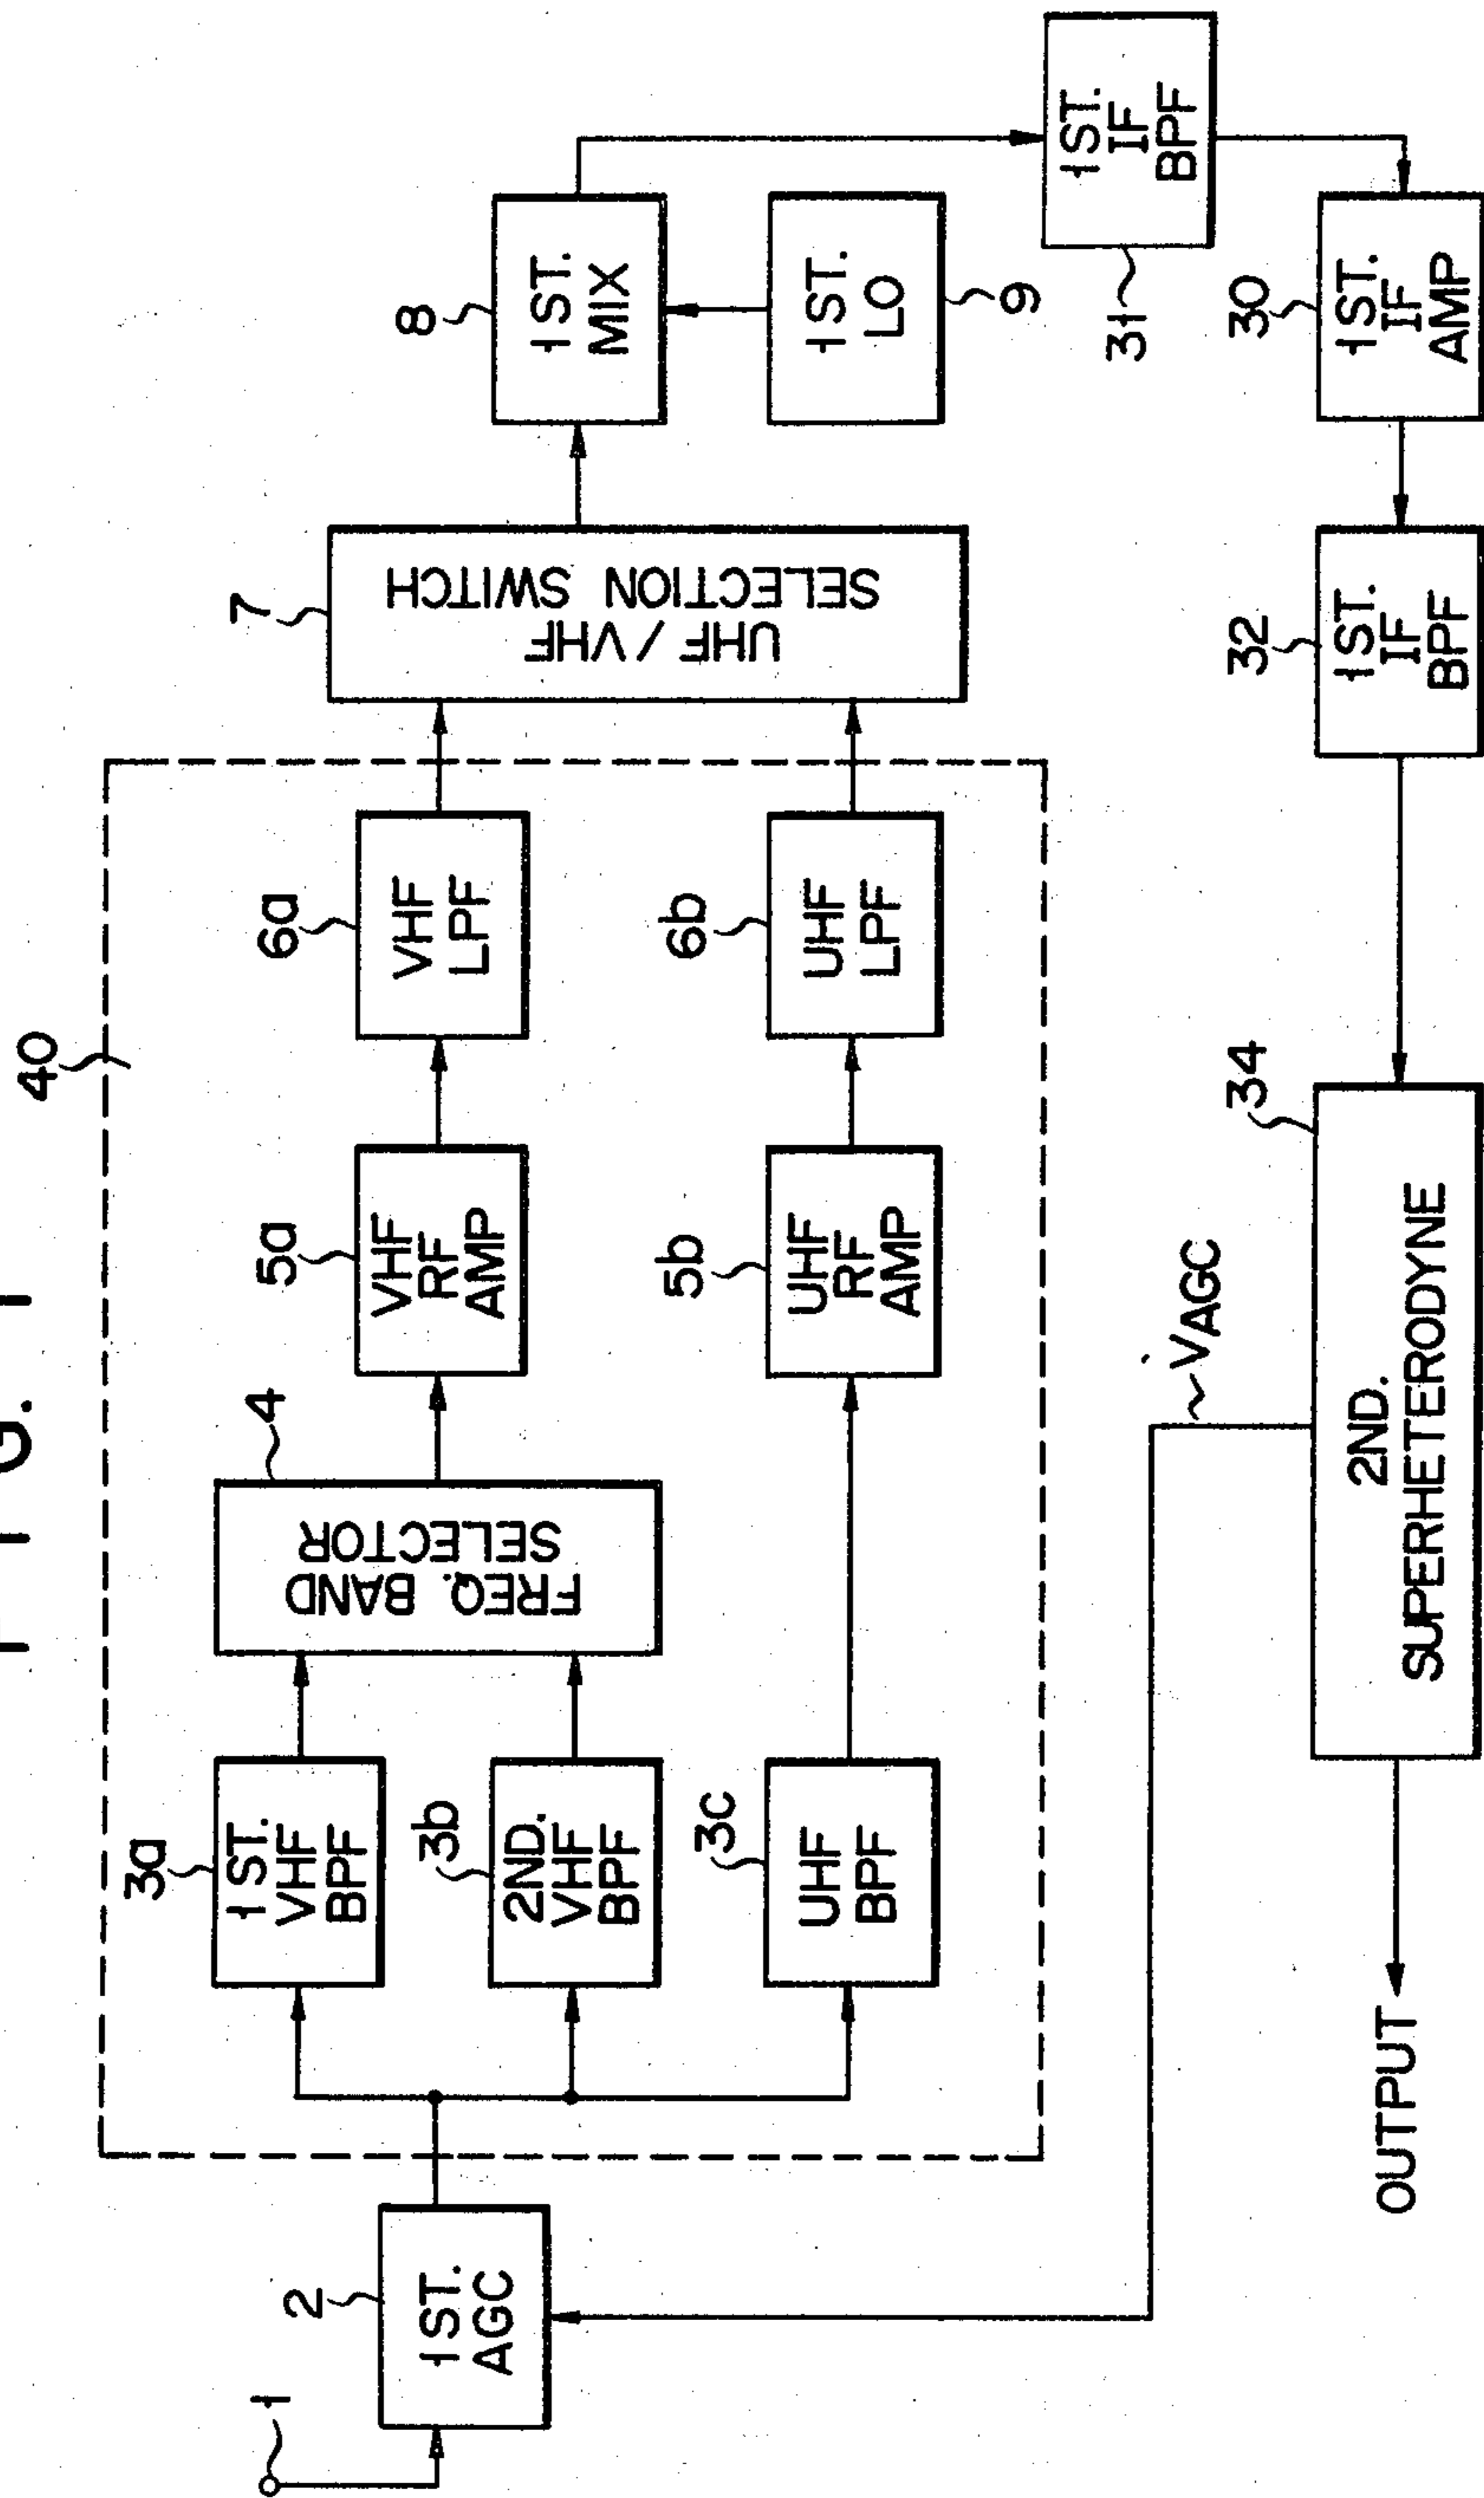 FIG. 1
40
1
2
1ST.
AGC
3a
1ST.
VHF
BPF
3b
2ND.
VHF
BPF
3c
UHF
BPF
4
FREQ. BAND
SELECTOR
5a
VHF
RF
AMP
5b
UHF
RF
AMP
6a
VHF
LPF
6b
UHF
LPF
7
UHF/VHF
SELECTION SWITCH
8
1ST.
MIX
1ST.
LO
9
1ST.
IF
BPF
31
30
1ST.
IF
AMP
32
1ST.
IF
BPF
34
2ND.
SUPERHETERODYNE
VAGC
OUTPUT